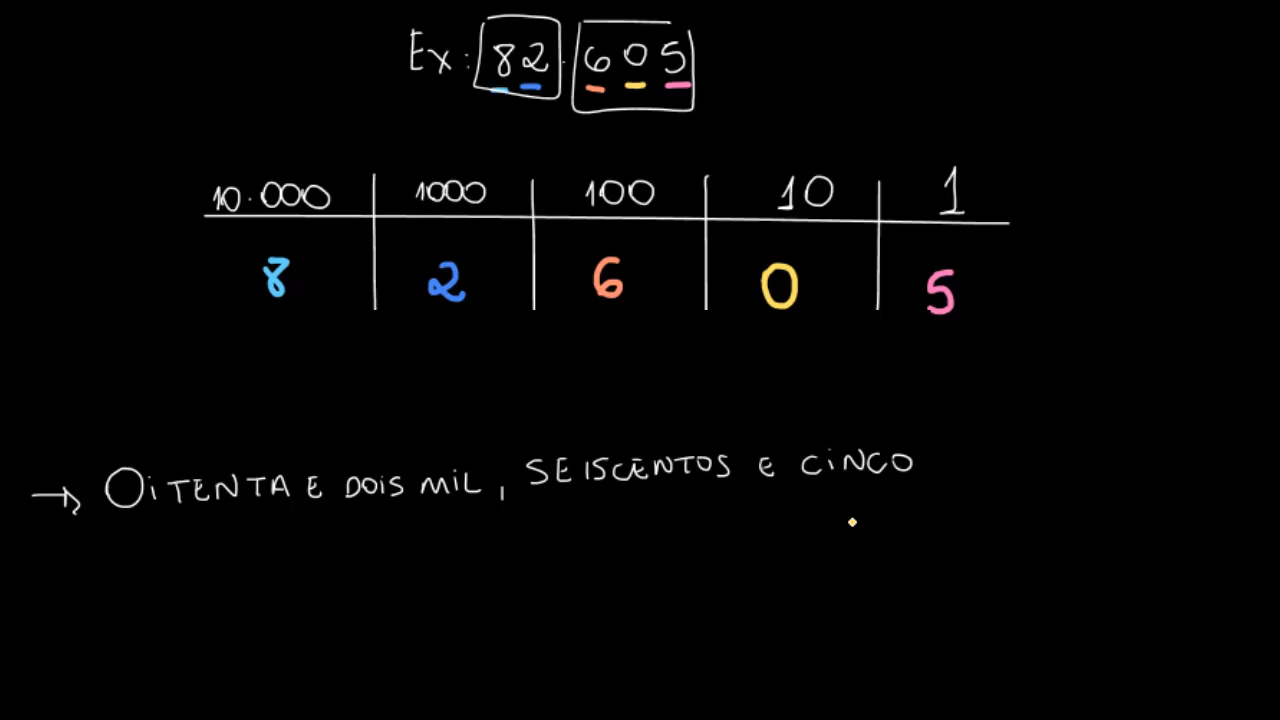 Ex: 82.605
10.000 1000 100 10 1
8 2 6 0 5
→ OITENTA E DOIS MIL, SEISCENTOS E CINCO